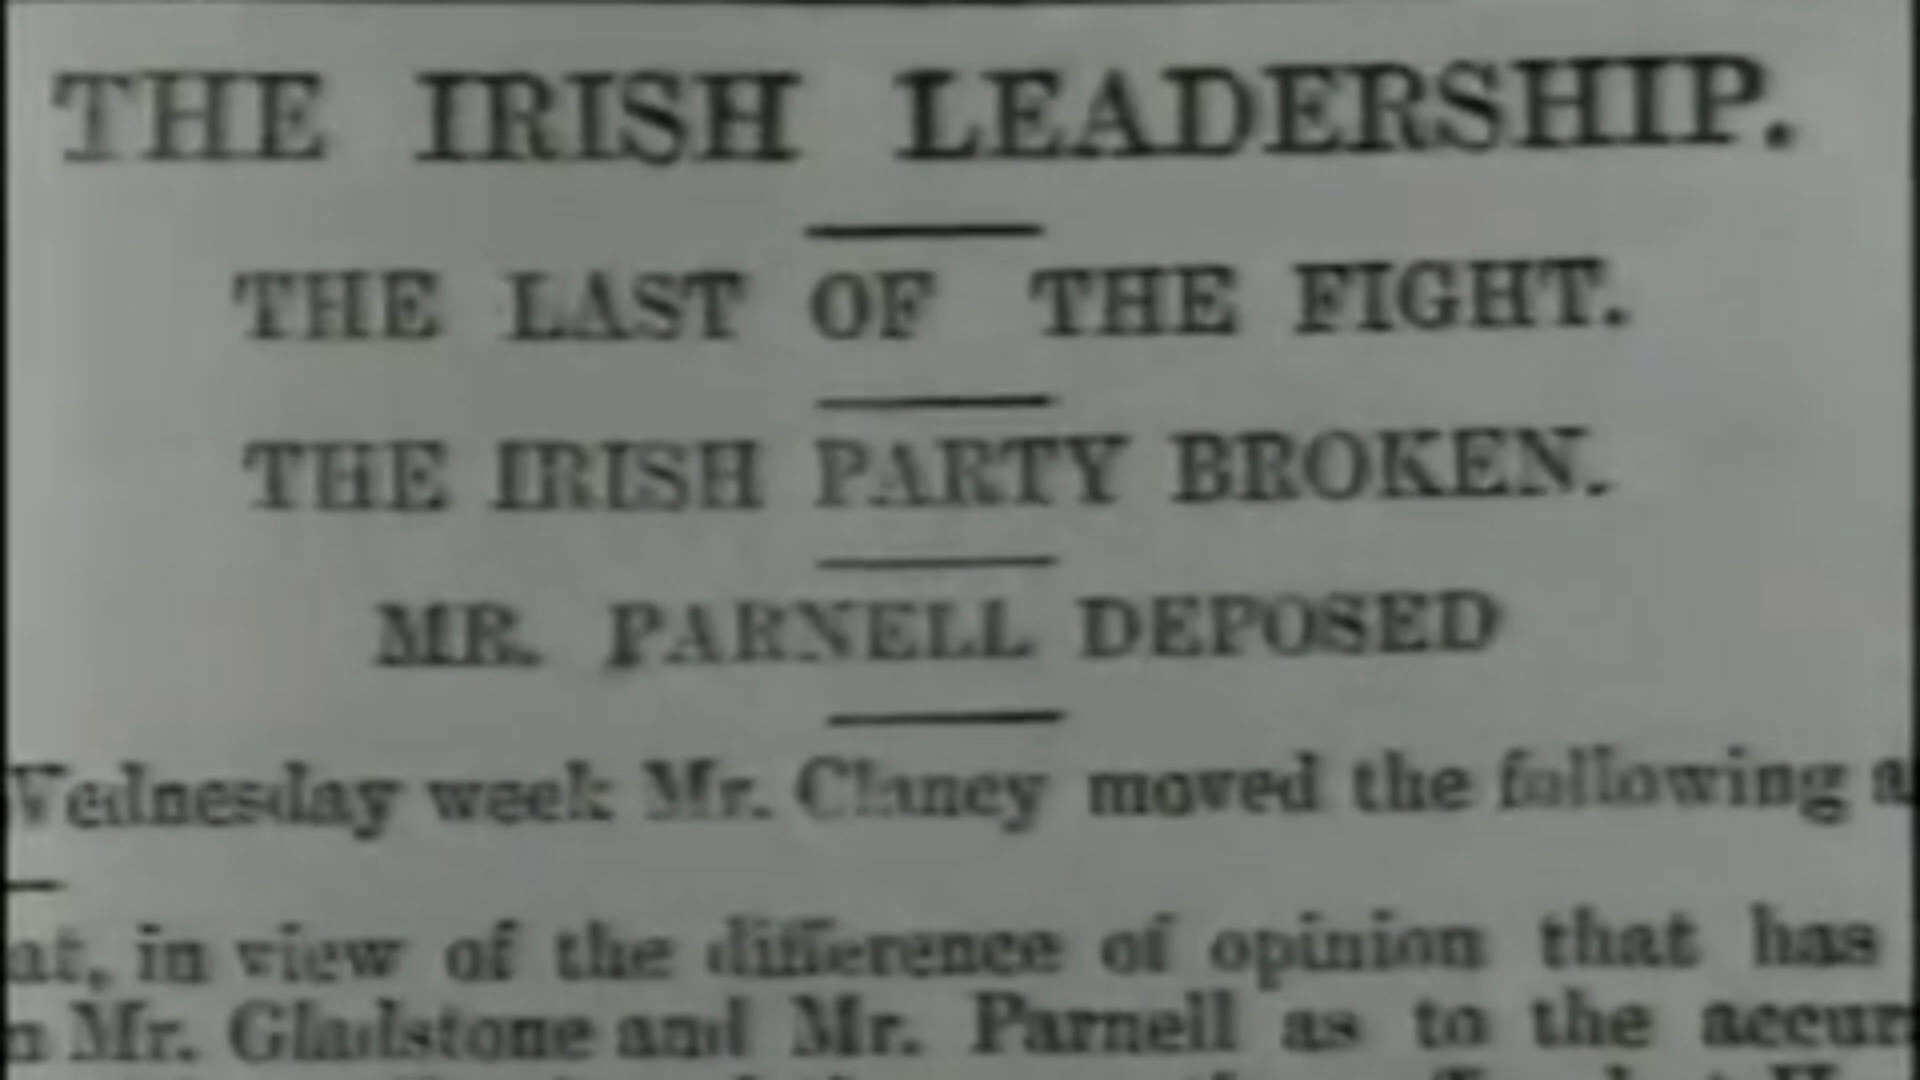 THE IRISH LEADERSHIP.
THE LAST OF THE FIGHT.
THE IRISH PARTY BROKEN.
MR. PARNELL DEPOSED
Wednesday week Mr. Clancy moved the following a
at, in view of the difference of opinion that has
n Mr. Gladstone and Mr. Parnell as to the accur